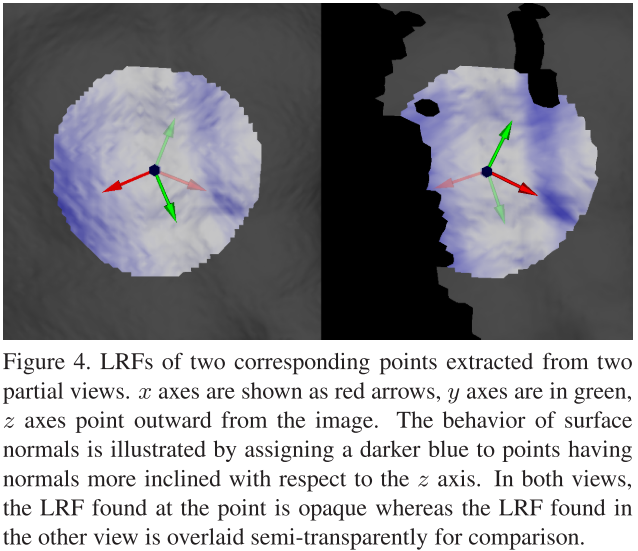 Figure 4. LRFs of two corresponding points extracted from two
partial views. x axes are shown as red arrows, y axes are in green,
z axes point outward from the image. The behavior of surface
normals is illustrated by assigning a darker blue to points having
normals more inclined with respect to the z axis. In both views,
the LRF found at the point is opaque whereas the LRF found in
the other view is overlaid semi-transparently for comparison.